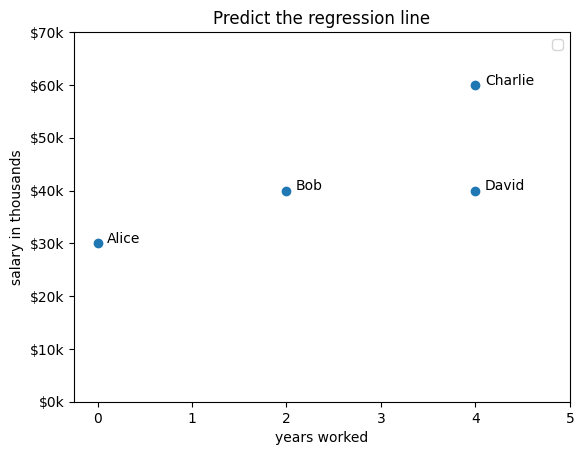 Predict the regression line
$70k
$60k
$50k
$40k
$30k
$20k
$10k
$0k
salary in thousands
Charlie
Bob
David
Alice
0 1 2 3 4 5
years worked